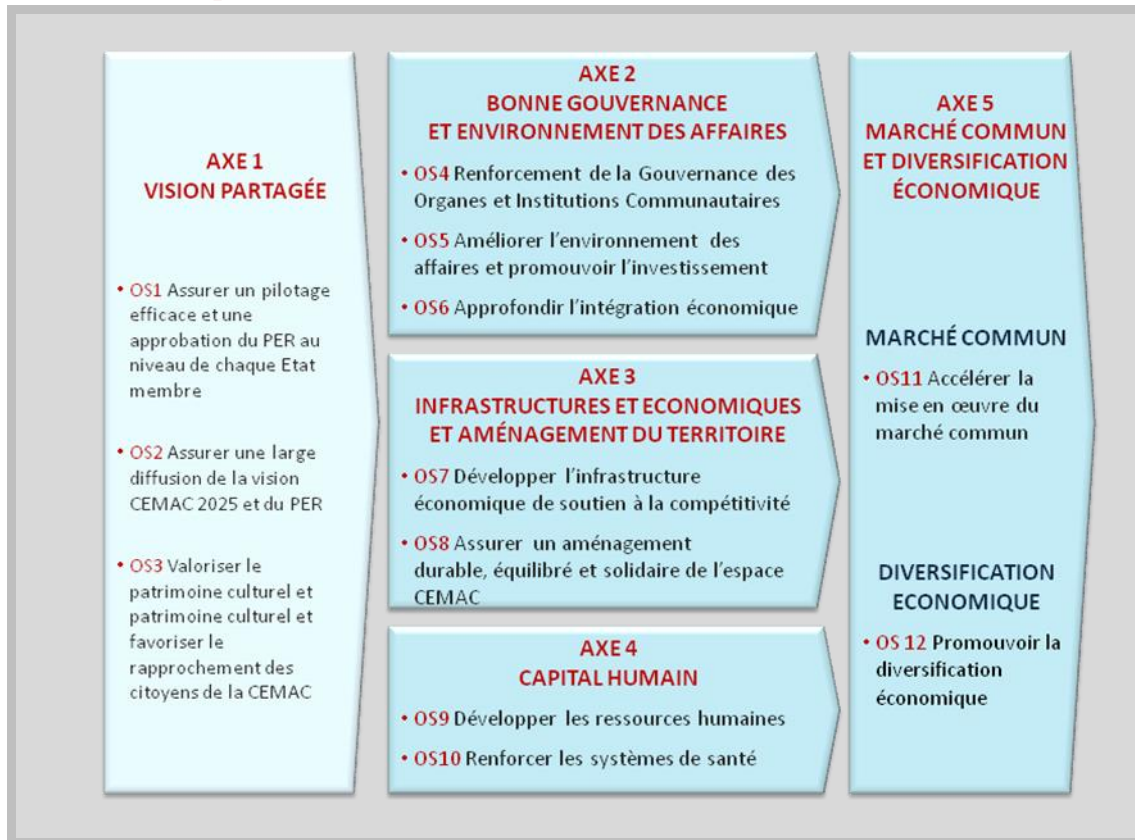 AXE 1
VISION PARTAGÉE
• OS1 Assurer un pilotage
efficace et une
approbation du PER au
niveau de chaque Etat
membre
• OS2 Assurer une large
diffusion de la vision
CEMAC 2025 et du PER
• OS3 Valoriser le
patrimoine culturel et
patrimoine culturel et
favoriser le
rapprochement des
citoyens de la CEMAC
AXE 2
BONNE GOUVERNANCE
ET ENVIRONNEMENT DES AFFAIRES
• OS4 Renforcement de la Gouvernance des
Organes et Institutions Communautaires
• OS5 Améliorer l’environnement des
affaires et promouvoir l’investissement
• OS6 Approfondir l’intégration économique
AXE 3
INFRASTRUCTURES ET ECONOMIQUES
ET AMÉNAGEMENT DU TERRITOIRE
• OS7 Développer l’infrastructure
économique de soutien à la compétitivité
• OS8 Assurer un aménagement
durable, équilibré et solidaire de l’espace
CEMAC
AXE 4
CAPITAL HUMAIN
• OS9 Développer les ressources humaines
• OS10 Renforcer les systèmes de santé
AXE 5
MARCHÉ COMMUN
ET DIVERSIFICATION
ÉCONOMIQUE
MARCHÉ COMMUN
• OS11 Accélérer la
mise en œuvre du
marché commun
DIVERSIFICATION
ECONOMIQUE
• OS 12 Promouvoir la
diversification
économique